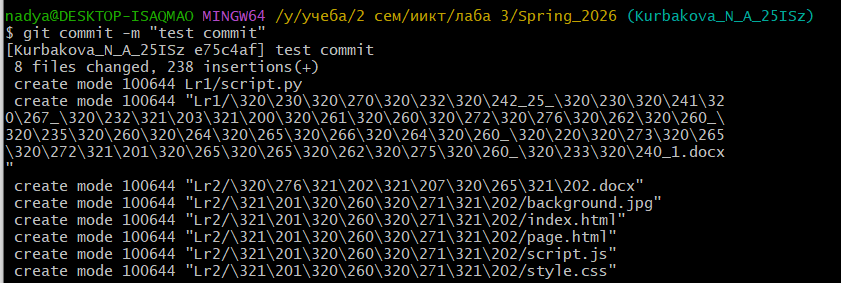 nadya@DESKTOP-ISAQMAO MINGW64 /y/учеба/2 сем/иикт/лаба 3/Spring_2026 (Kurbakova_N_A_25ISz)
$ git commit -m "test commit"
[Kurbakova_N_A_25ISz e75c4af] test commit
 8 files changed, 238 insertions(+)
 create mode 100644 Lr1/script.py
 create mode 100644 "Lr1/\320\230\320\270\320\232\320\242_25_\320\230\320\241\32
0\267_\320\232\321\203\321\200\320\261\320\260\320\272\320\276\320\262\320\260_\
320\235\320\260\320\264\320\265\320\266\320\264\320\260_\320\220\320\273\320\265
\320\272\321\201\320\265\320\265\320\262\320\275\320\260_\320\233\320\240_1.docx
"
 create mode 100644 "Lr2/\320\276\321\202\321\207\320\265\321\202.docx"
 create mode 100644 "Lr2/\321\201\320\260\320\271\321\202/background.jpg"
 create mode 100644 "Lr2/\321\201\320\260\320\271\321\202/index.html"
 create mode 100644 "Lr2/\321\201\320\260\320\271\321\202/page.html"
 create mode 100644 "Lr2/\321\201\320\260\320\271\321\202/script.js"
 create mode 100644 "Lr2/\321\201\320\260\320\271\321\202/style.css"